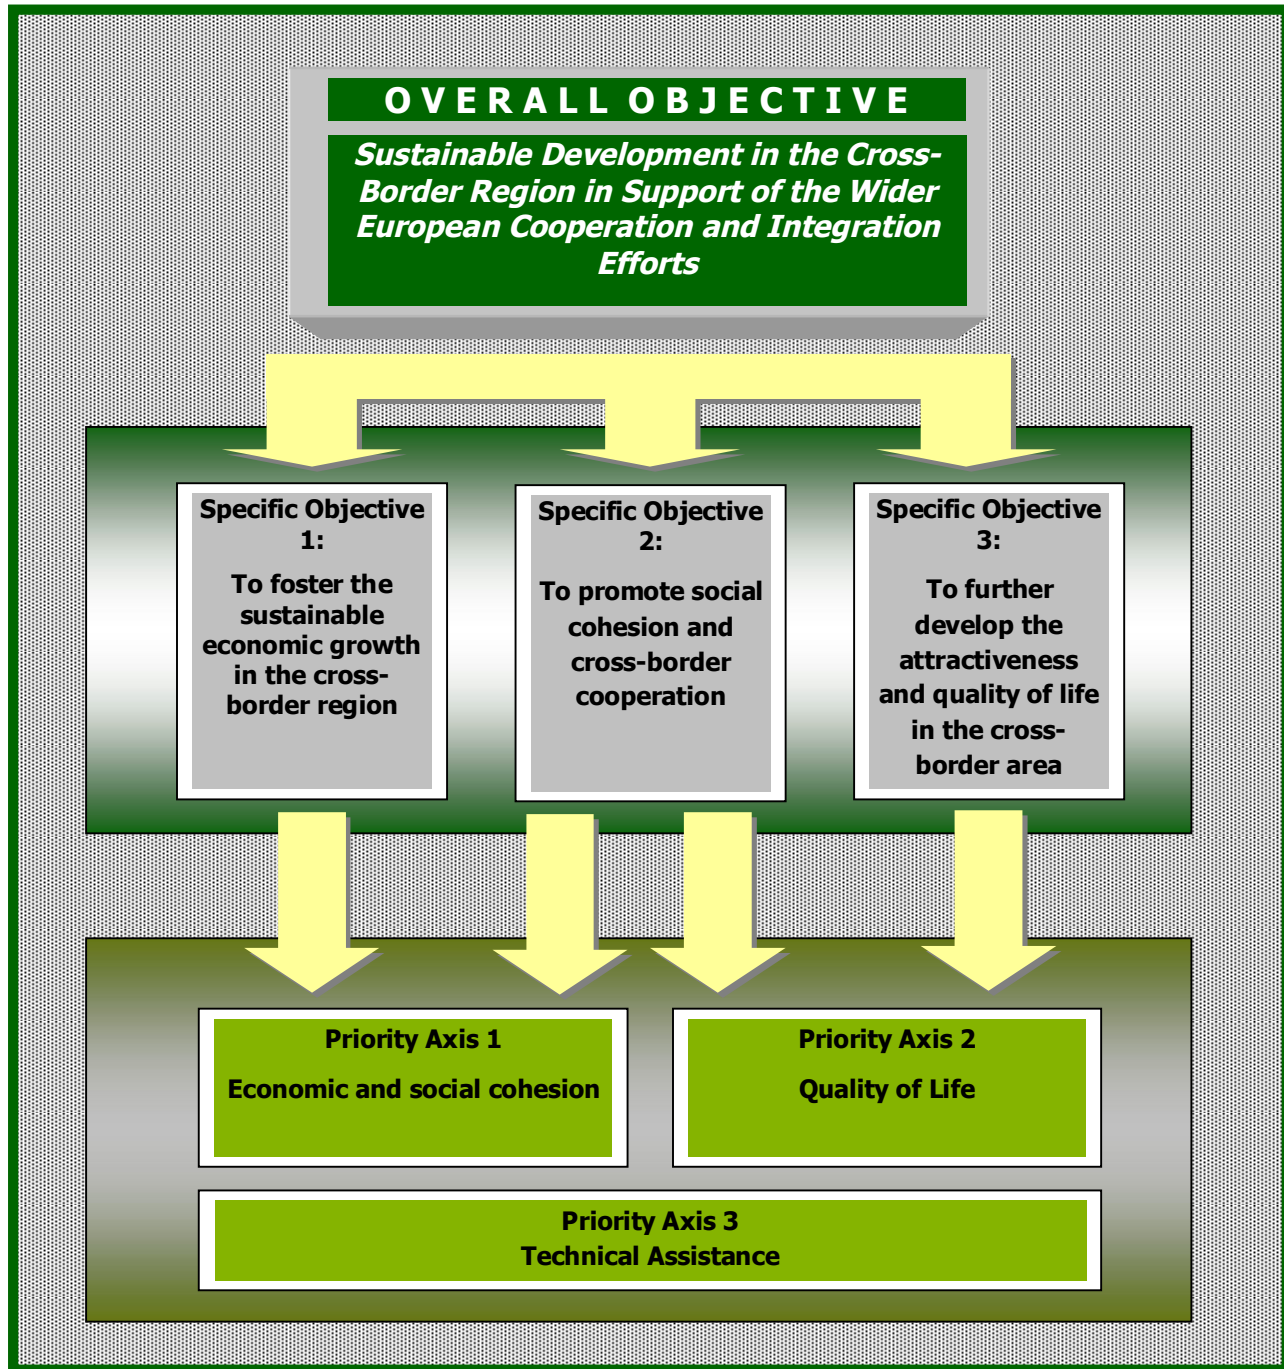 OVERALL OBJECTIVE
Sustainable Development in the Cross-
Border Region in Support of the Wider
European Cooperation and Integration
Efforts
Specific Objective
1:
To foster the
sustainable
economic growth
in the cross-
border region
Specific Objective
2:
To promote social
cohesion and
cross-border
cooperation
Specific Objective
3:
To further
develop the
attractiveness
and quality of life
in the cross-
border area
Priority Axis 1
Economic and social cohesion
Priority Axis 2
Quality of Life
Priority Axis 3
Technical Assistance